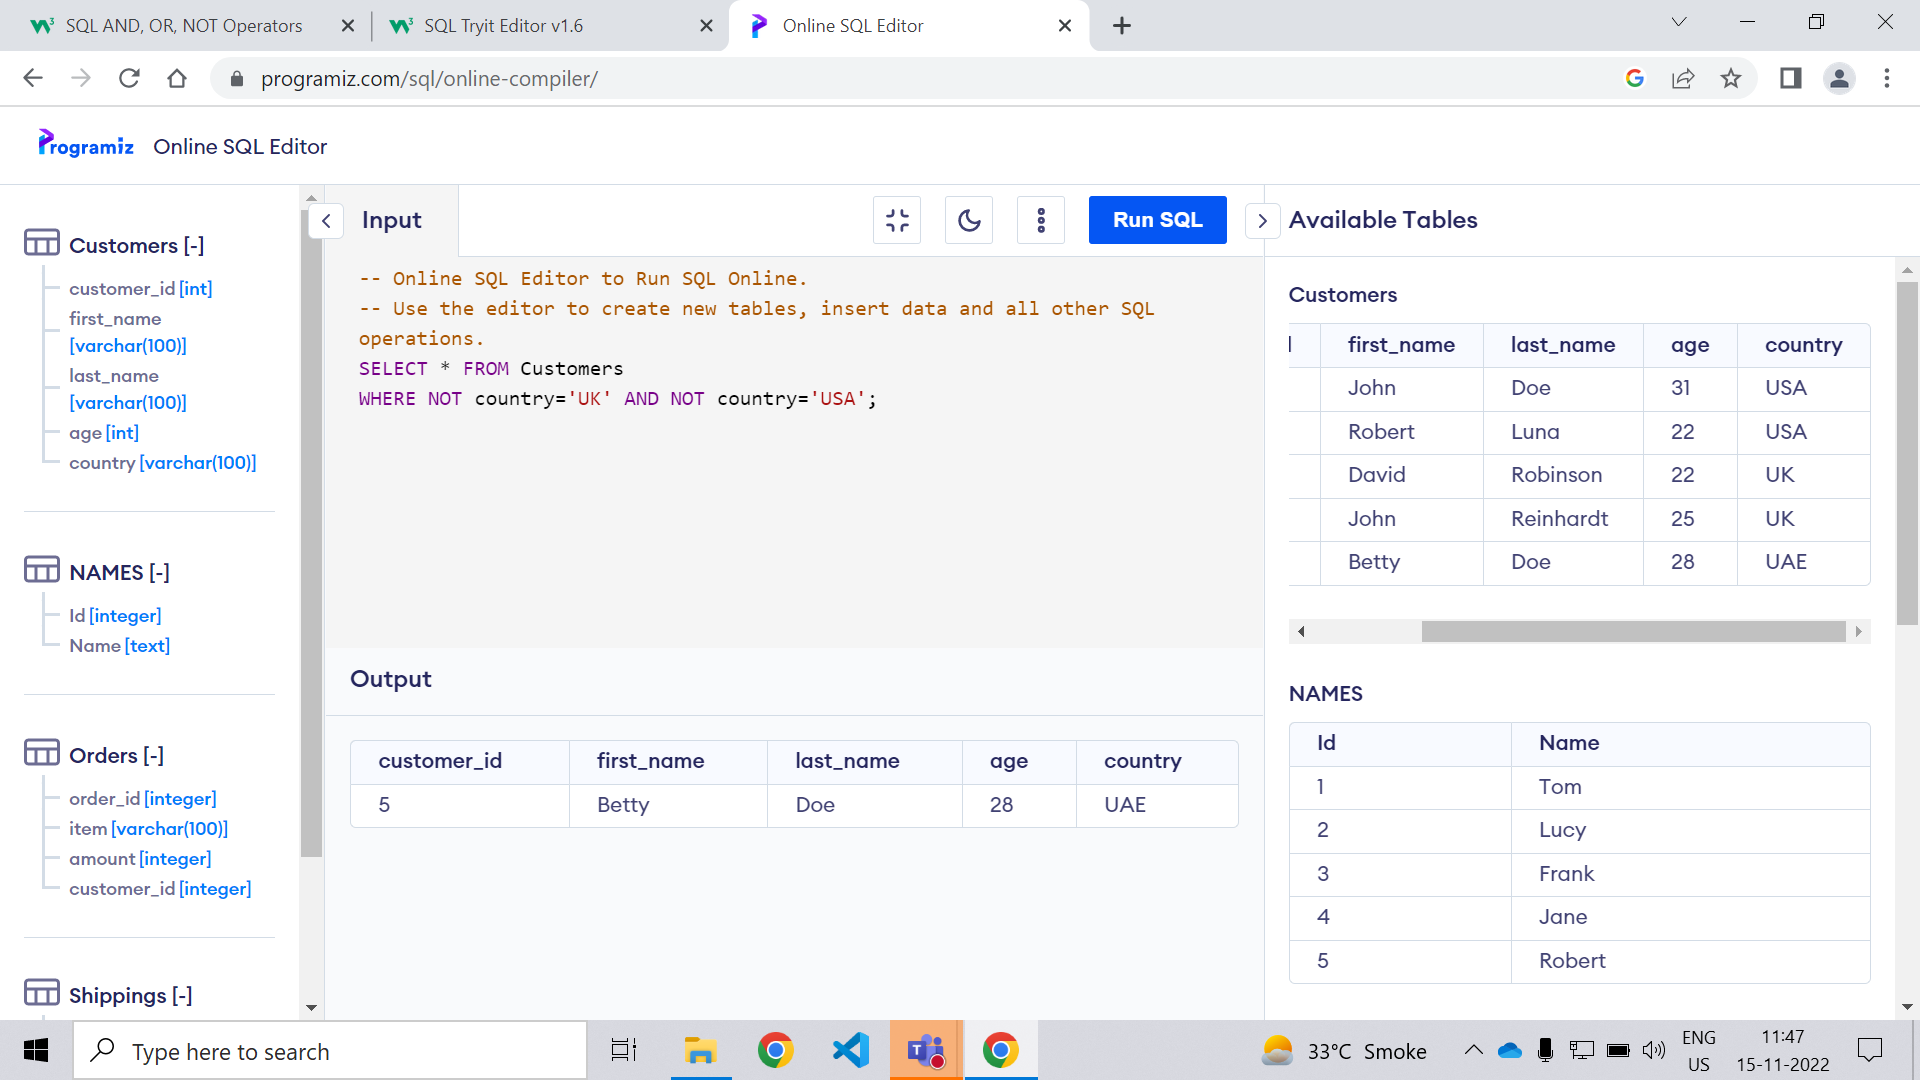 SQL AND, OR, NOT Operators
SQL Tryit Editor v1.6
Online SQL Editor
programiz.com/sql/online-compiler/
Programiz Online SQL Editor
Customers [-]
customer_id [int]
first_name
[varchar(100)]
last_name
[varchar(100)]
age [int]
country [varchar(100)]
NAMES [-]
Id [integer]
Name [text]
Orders [-]
order_id [integer]
item [varchar(100)]
amount [integer]
customer_id [integer]
Shippings [-]
Input
Run SQL
-- Online SQL Editor to Run SQL Online.
-- Use the editor to create new tables, insert data and all other SQL
operations.
SELECT * FROM Customers
WHERE NOT country='UK' AND NOT country='USA';
Output
customer_id first_name last_name age country
5 Betty Doe 28 UAE
Available Tables
Customers
first_name last_name age country
John Doe 31 USA
Robert Luna 22 USA
David Robinson 22 UK
John Reinhardt 25 UK
Betty Doe 28 UAE
NAMES
Id Name
1 Tom
2 Lucy
3 Frank
4 Jane
5 Robert
Type here to search
33°C Smoke
ENG
US
11:47
15-11-2022